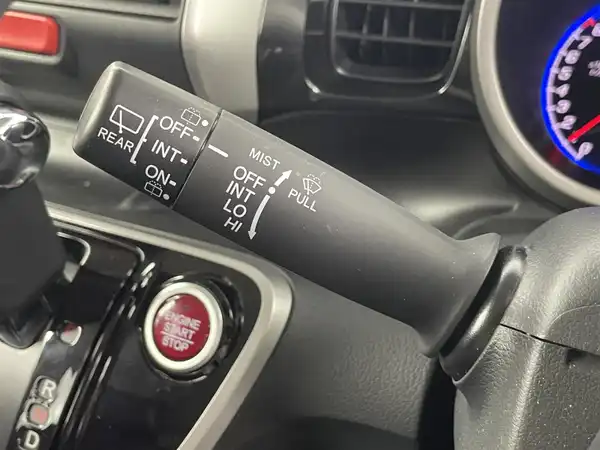 REAR
OFF
INT
ON
MIST
OFF
INT
LO
HI
PULL
ENGINE
START
STOP
R
D